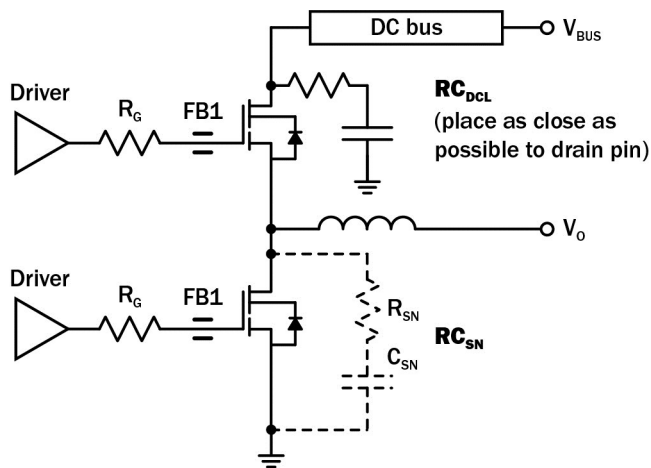 DC bus
V_BUS
Driver
R_G
FB1
RC_DCL
(place as close as
possible to drain pin)
V_O
Driver
R_G
FB1
R_SN
RC_SN
C_SN